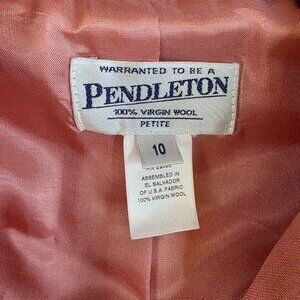 WARRANTED TO BE A
PENDLETON
100% VIRGIN WOOL
PETITE
10
ASSEMBLED IN
EL SALVADOR
OF U.S.A. FABRIC
100% VIRGIN WOOL